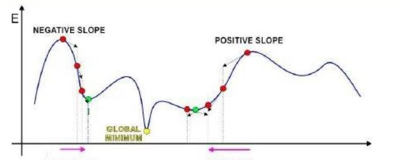 E
NEGATIVE SLOPE
POSITIVE SLOPE
GLOBAL
MINIMUM